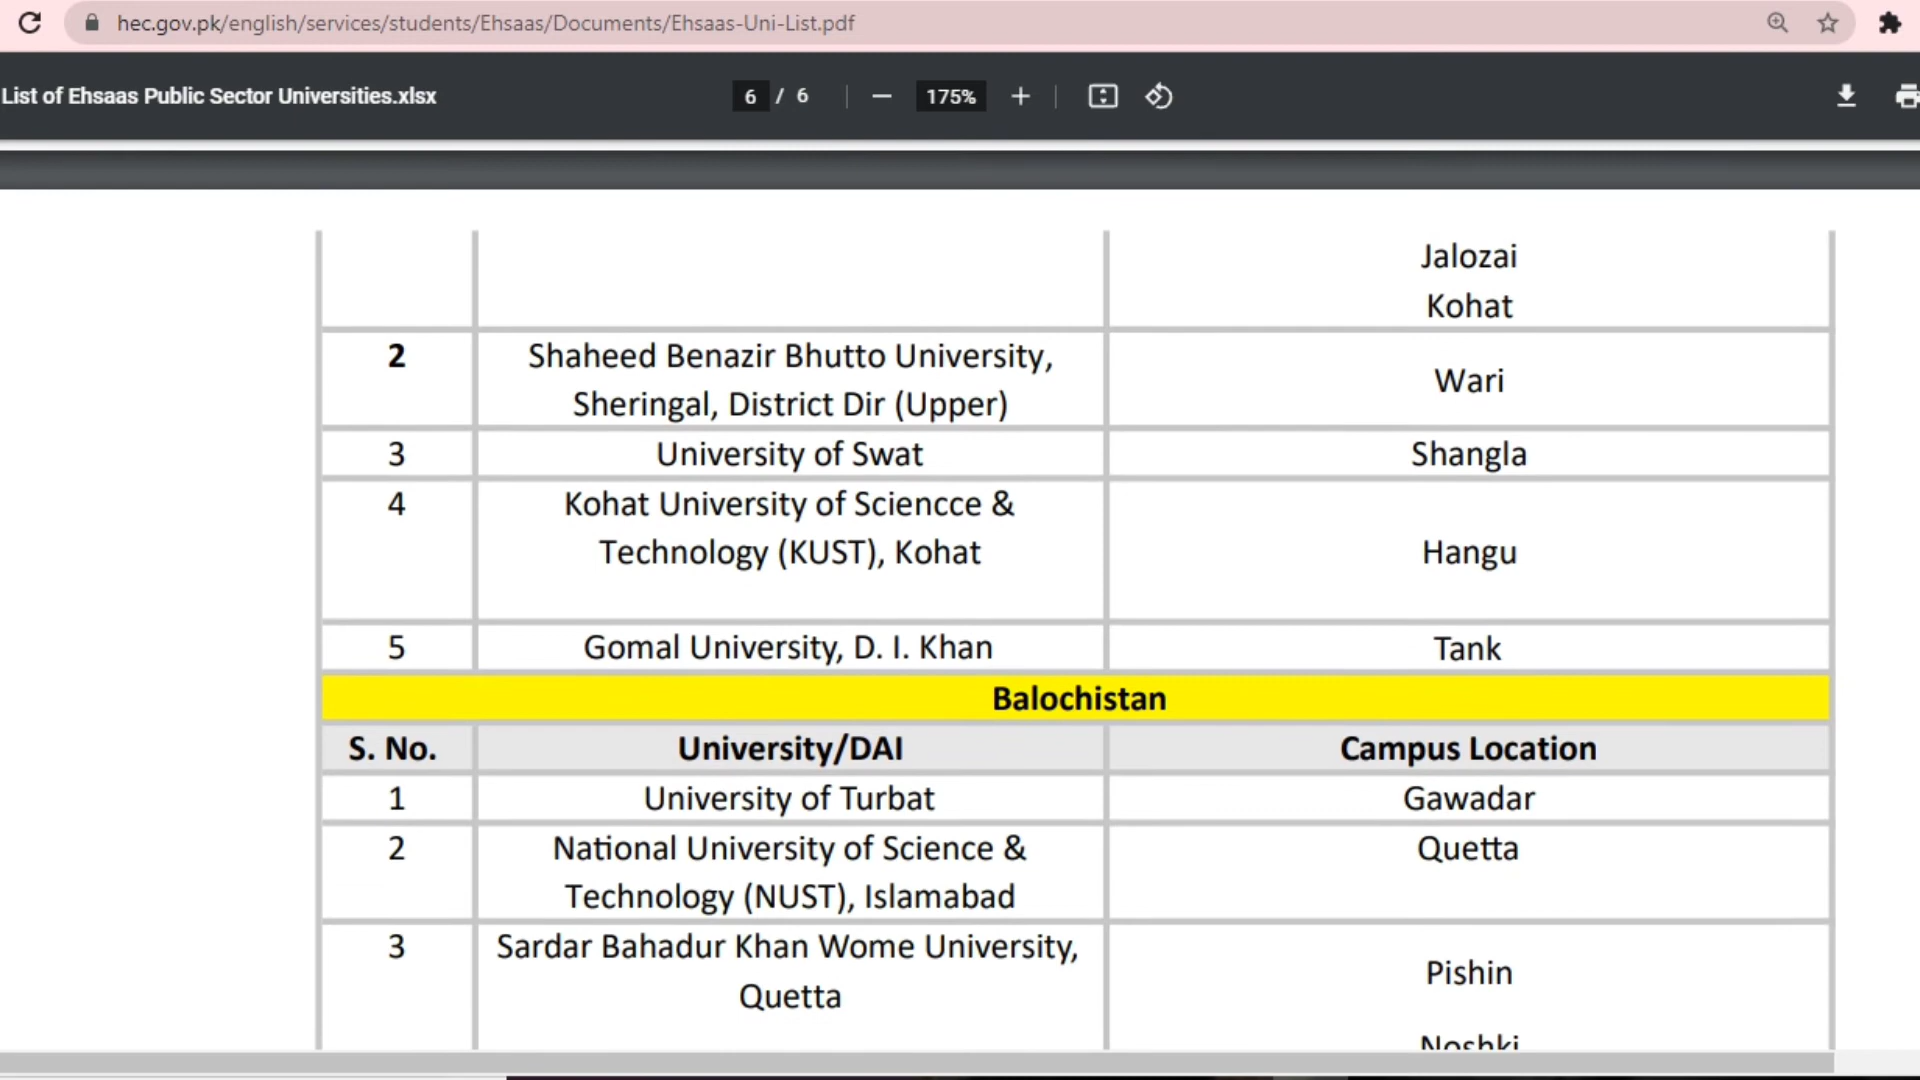 hec.gov.pk/english/services/students/Ehsaas/Documents/Ehsaas-Uni-List.pdf
List of Ehsaas Public Sector Universities.xlsx
6 / 6
175%
Jalozai
Kohat
2 Shaheed Benazir Bhutto University,
Sheringal, District Dir (Upper)
Wari
3 University of Swat Shangla
4 Kohat University of Sciencce &
Technology (KUST), Kohat
Hangu
5 Gomal University, D. I. Khan Tank
Balochistan
S. No. University/DAI Campus Location
1 University of Turbat Gawadar
2 National University of Science & Quetta
Technology (NUST), Islamabad
3 Sardar Bahadur Khan Wome University,
Quetta
Pishin
Noshki